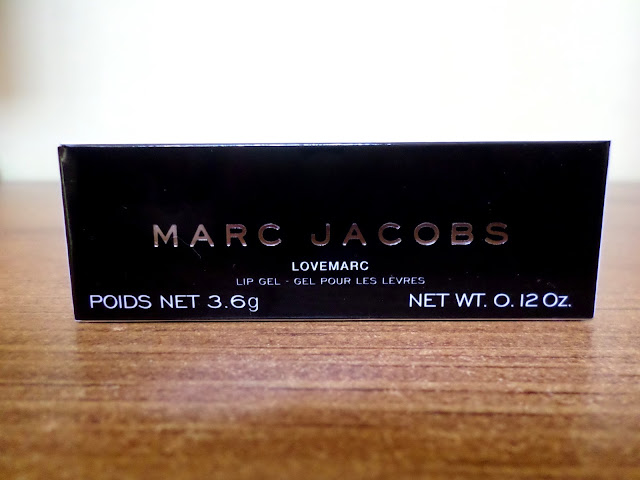 MARC JACOBS
LOVEMARC
LIP GEL - GEL POUR LES LÈVRES
POIDS NET 3.6g NET WT. 0.12 Oz.